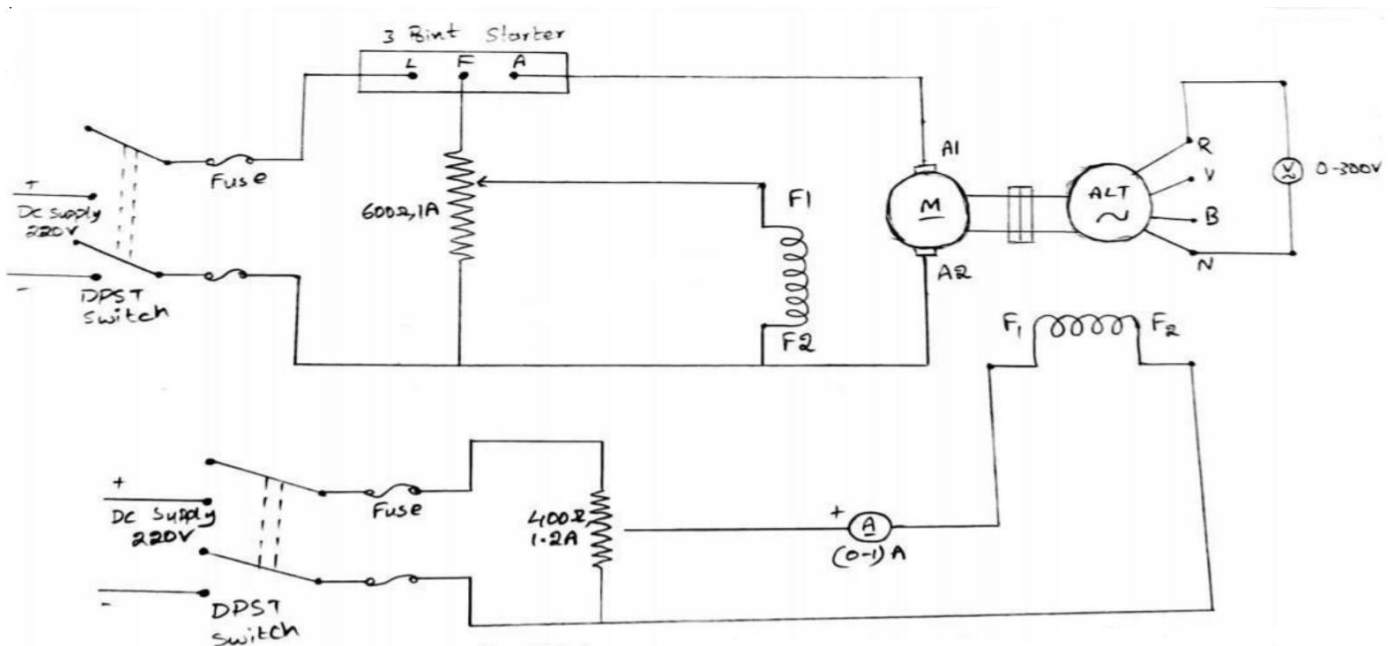 3 Point Starter
L F A
Fuse
+
DC Supply
220V
-
DPST
Switch
600Ω, 1A
F1
F2
A1
M
A2
ALT
R
V
B
N
V
0-300V
F1 F2
+
DC Supply
220V
-
DPST
Switch
Fuse
400Ω,
1.2A
+
A
(0-1) A